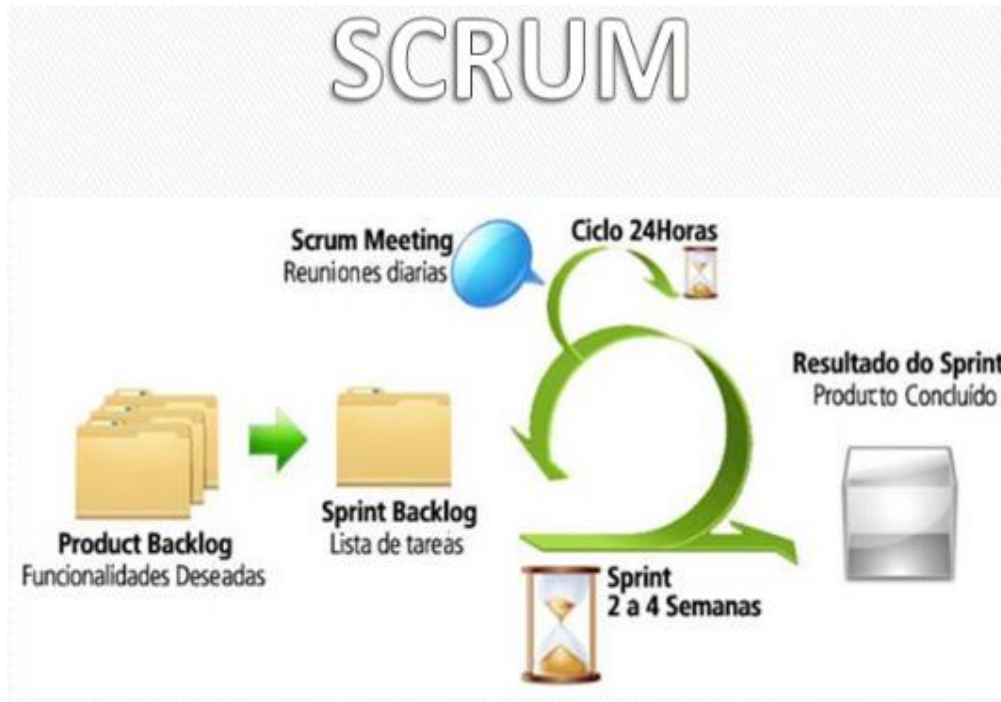 SCRUM
Scrum Meeting
Reuniones diarias
Ciclo 24Horas
Resultado do Sprint
Producto Concluído
Product Backlog
Funcionalidades Deseadas
Sprint Backlog
Lista de tareas
Sprint
2 a 4 Semanas